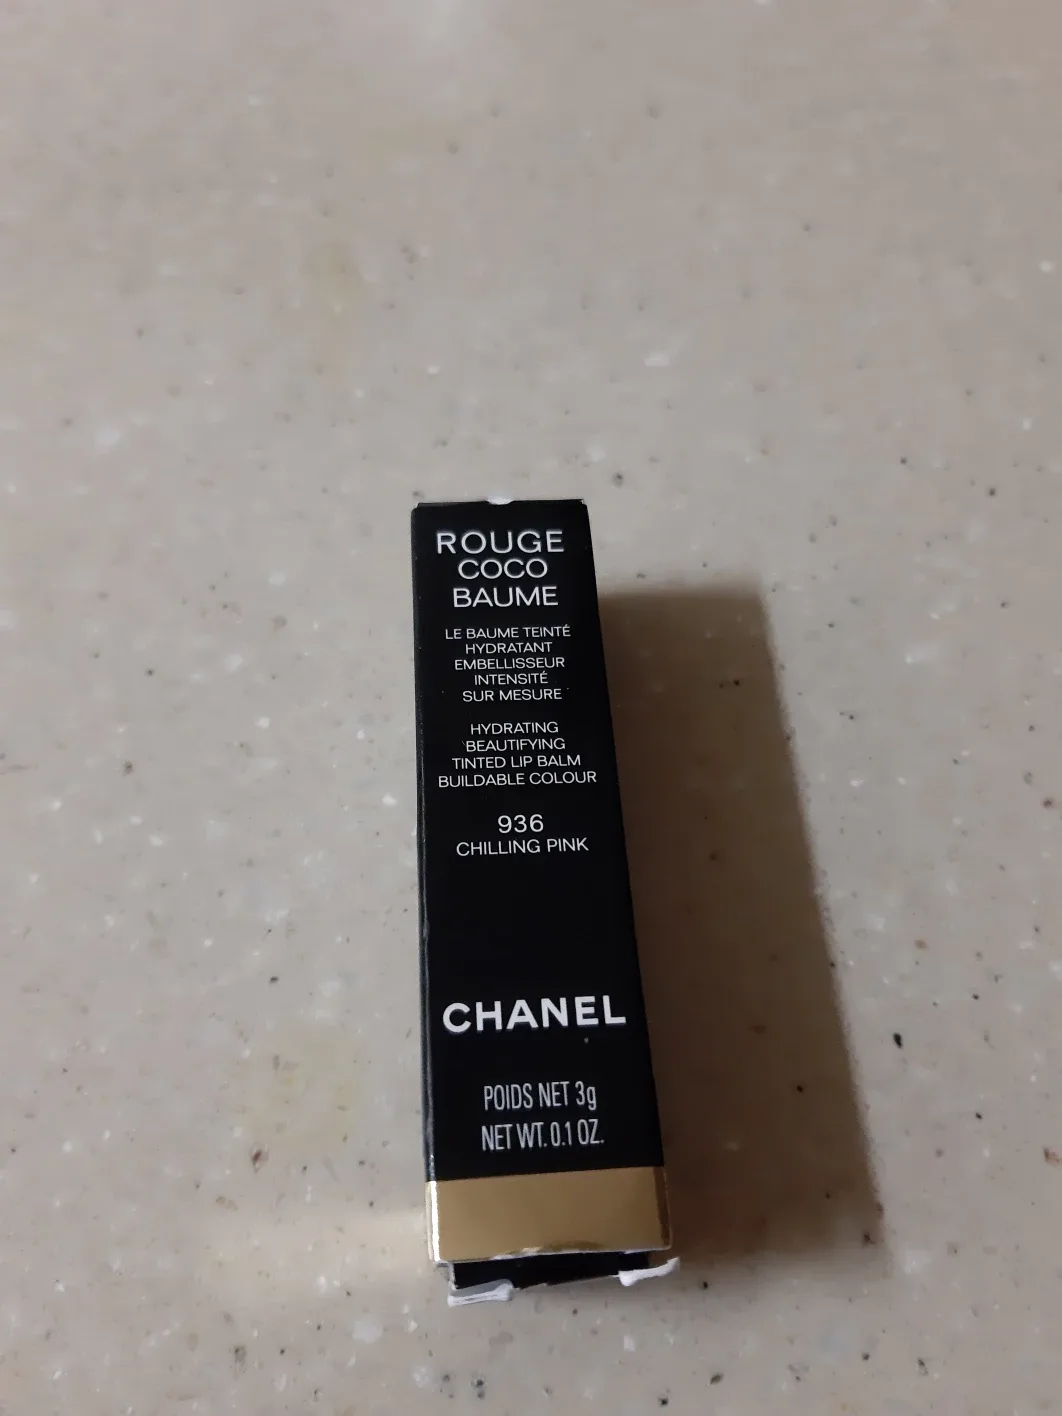 ROUGE
COCO
BAUME
LE BAUME TEINTÉ
HYDRATANT
EMBELLISSEUR
INTENSITÉ
SUR MESURE
HYDRATING
BEAUTIFYING
TINTED LIP BALM
BUILDABLE COLOUR
936
CHILLING PINK
CHANEL
POIDS NET 3g
NET WT. 0.1 OZ.